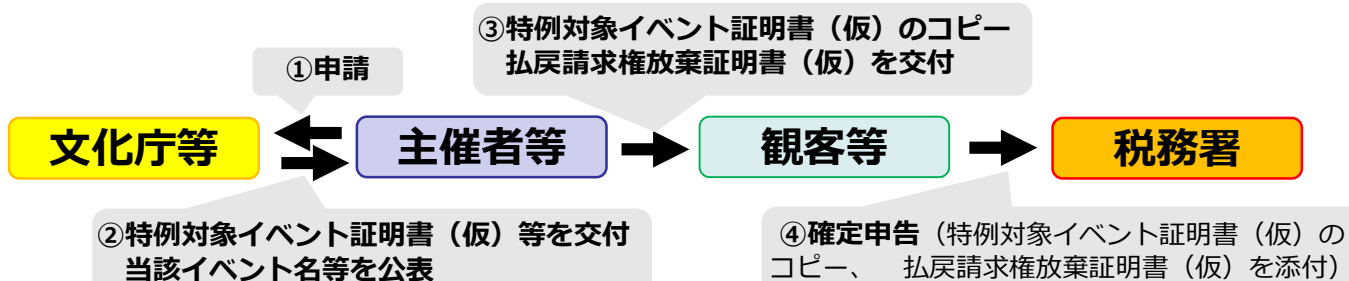 ①申請
③特例対象イベント証明書（仮）のコピー
払戻請求権放棄証明書（仮）を交付
文化庁等
主催者等
観客等
税務署
②特例対象イベント証明書（仮）等を交付
当該イベント名等を公表
④確定申告（特例対象イベント証明書（仮）の
コピー、　払戻請求権放棄証明書（仮）を添付）